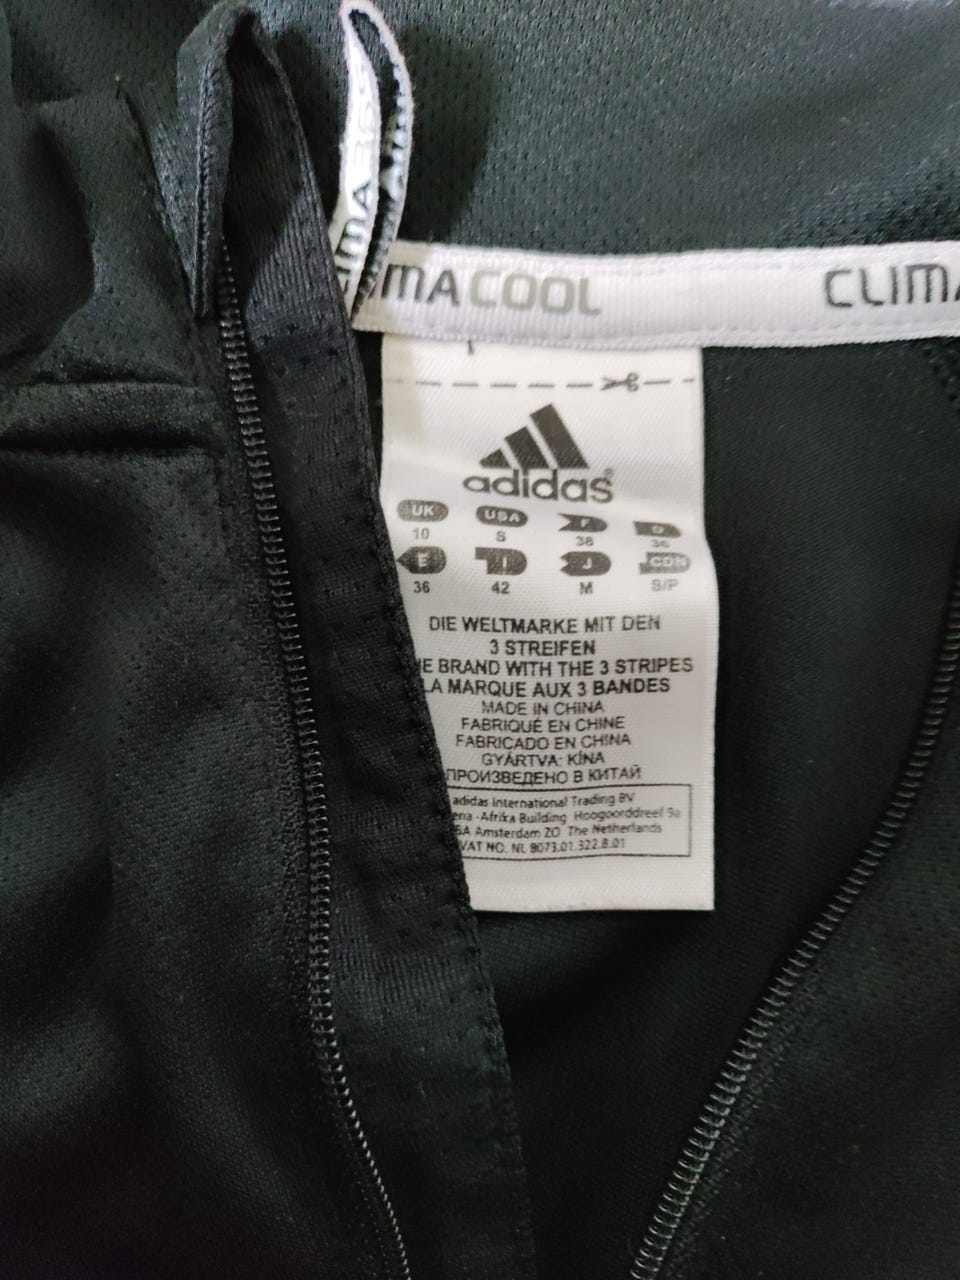 CLIMA
MACOOL
CLIMA
adidas®
UK USA F D
10 S 38 36
E I J CDN
36 42 M S/P
DIE WELTMARKE MIT DEN
3 STREIFEN
BRAND WITH THE 3 STRIPES
LA MARQUE AUX 3 BANDES
MADE IN CHINA
FABRIQUÉ EN CHINE
FABRICADO EN CHINA
GYÁRTVA: KÍNA
ПРОИЗВЕДЕНО В КИТАЙ
adidas International Trading BV
-Afrika Building Hoogoorddreef 9a
Amsterdam ZO The Netherlands
VAT NO. NL 8073.01.322.B.01